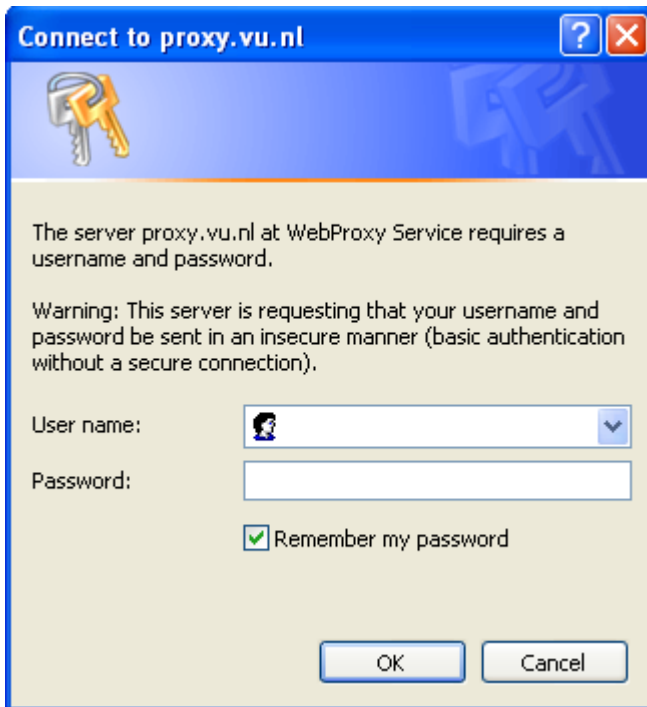 Connect to proxy.vu.nl
The server proxy.vu.nl at WebProxy Service requires a
username and password.
Warning: This server is requesting that your username and
password be sent in an insecure manner (basic authentication
without a secure connection).
User name:
Password:
Remember my password
OK Cancel